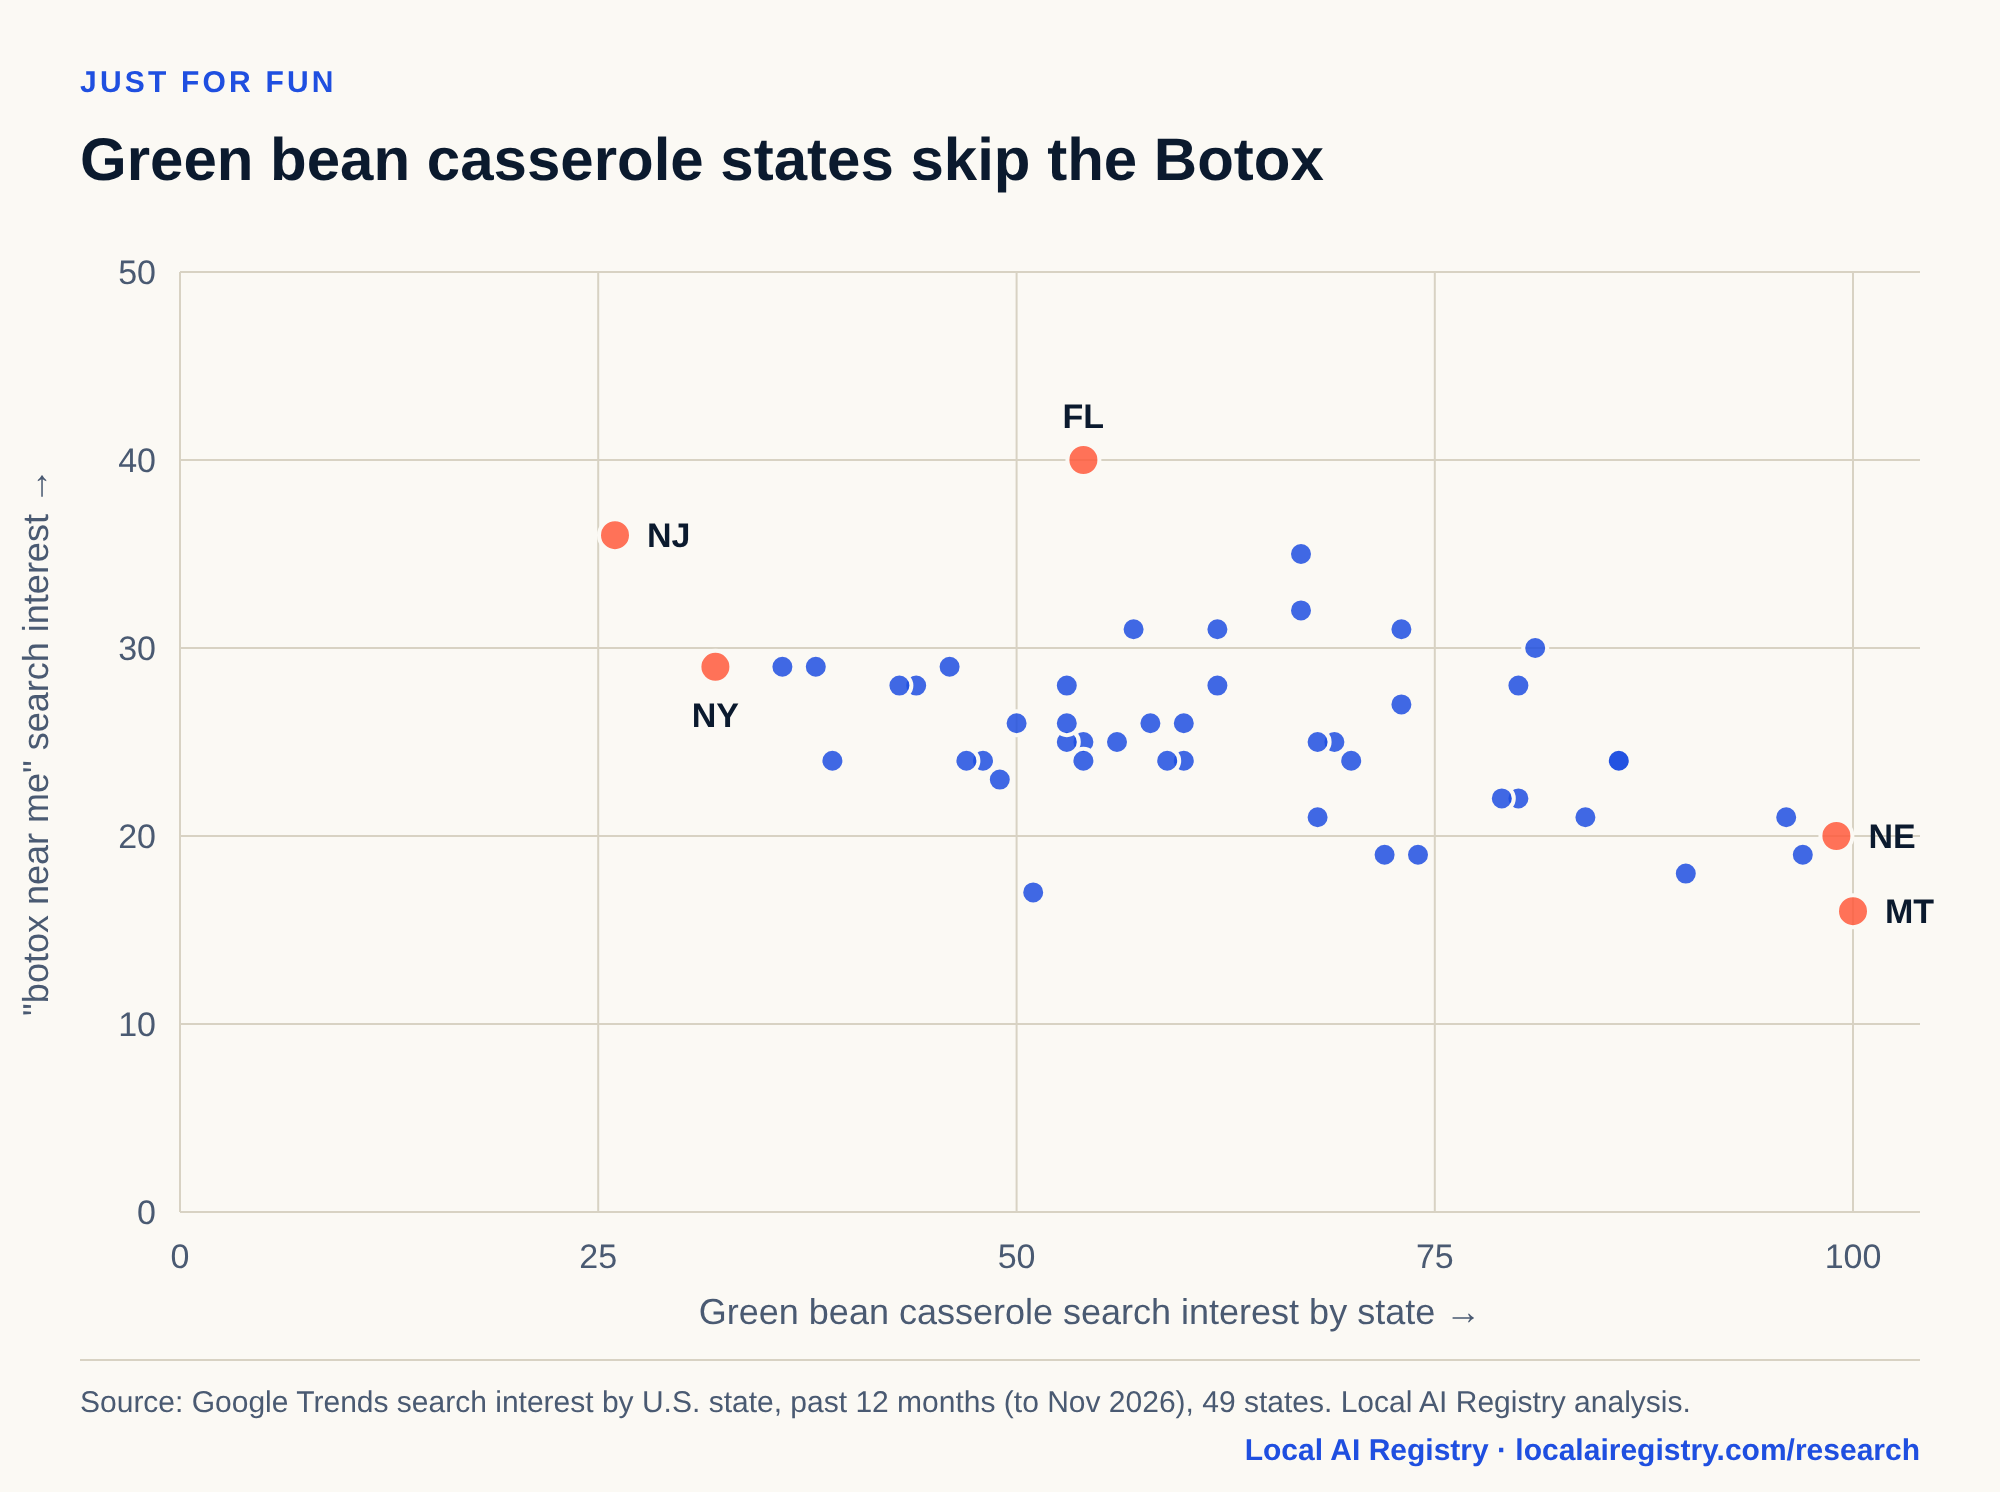 JUST FOR FUN
Green bean casserole states skip the Botox
50
40
30
20
10
0
"botox near me" search interest →
FL
NJ
NY
NE
MT
0 25 50 75 100
Green bean casserole search interest by state →
Source: Google Trends search interest by U.S. state, past 12 months (to Nov 2026), 49 states. Local AI Registry analysis.
Local AI Registry · localairegistry.com/research